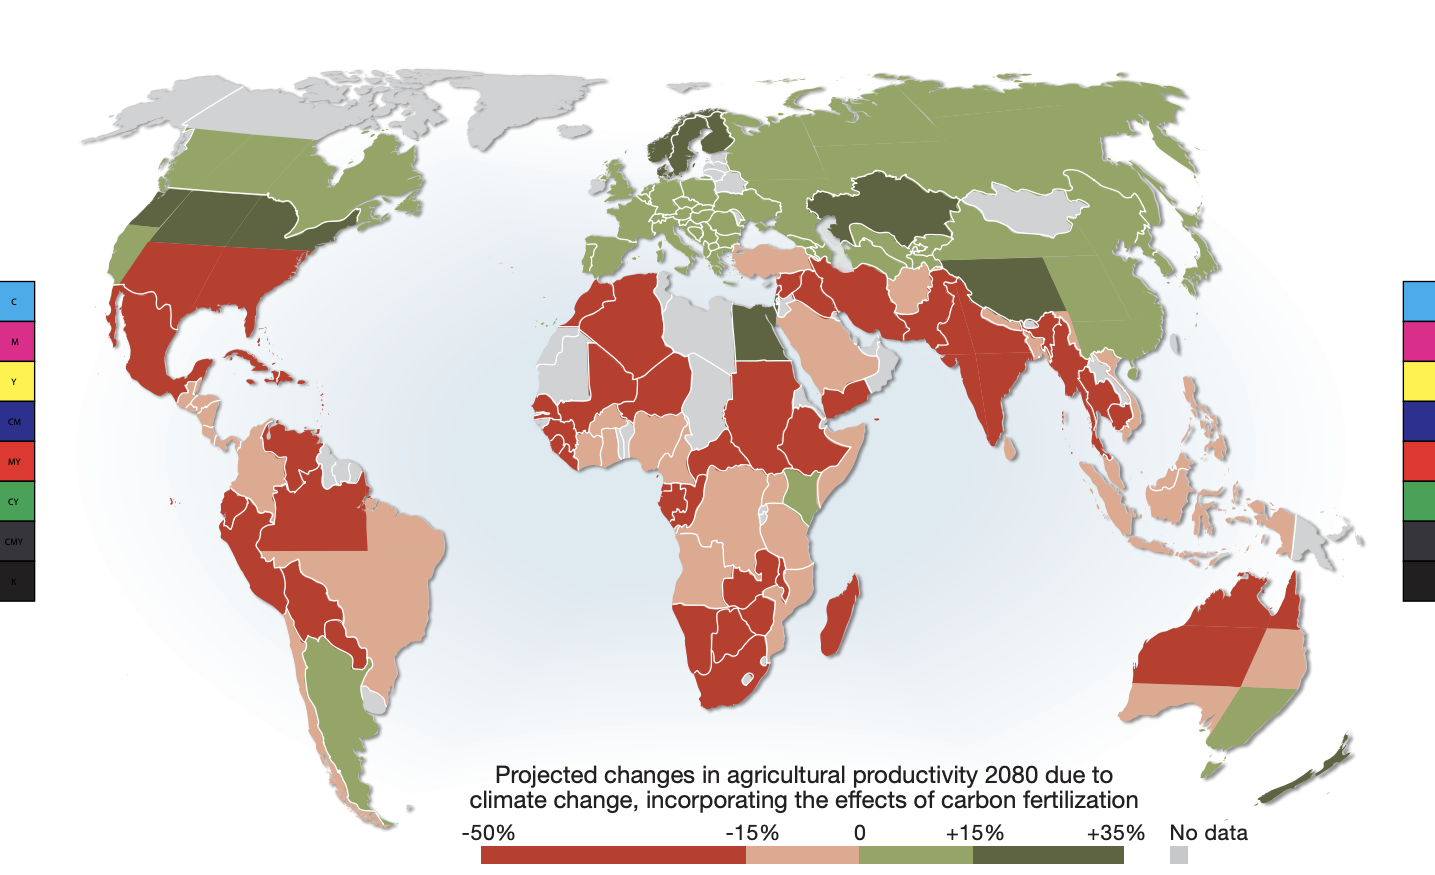 C
M
Y
CM
MY
CY
CMY
K
Projected changes in agricultural productivity 2080 due to
climate change, incorporating the effects of carbon fertilization
-50% -15% 0 +15% +35% No data